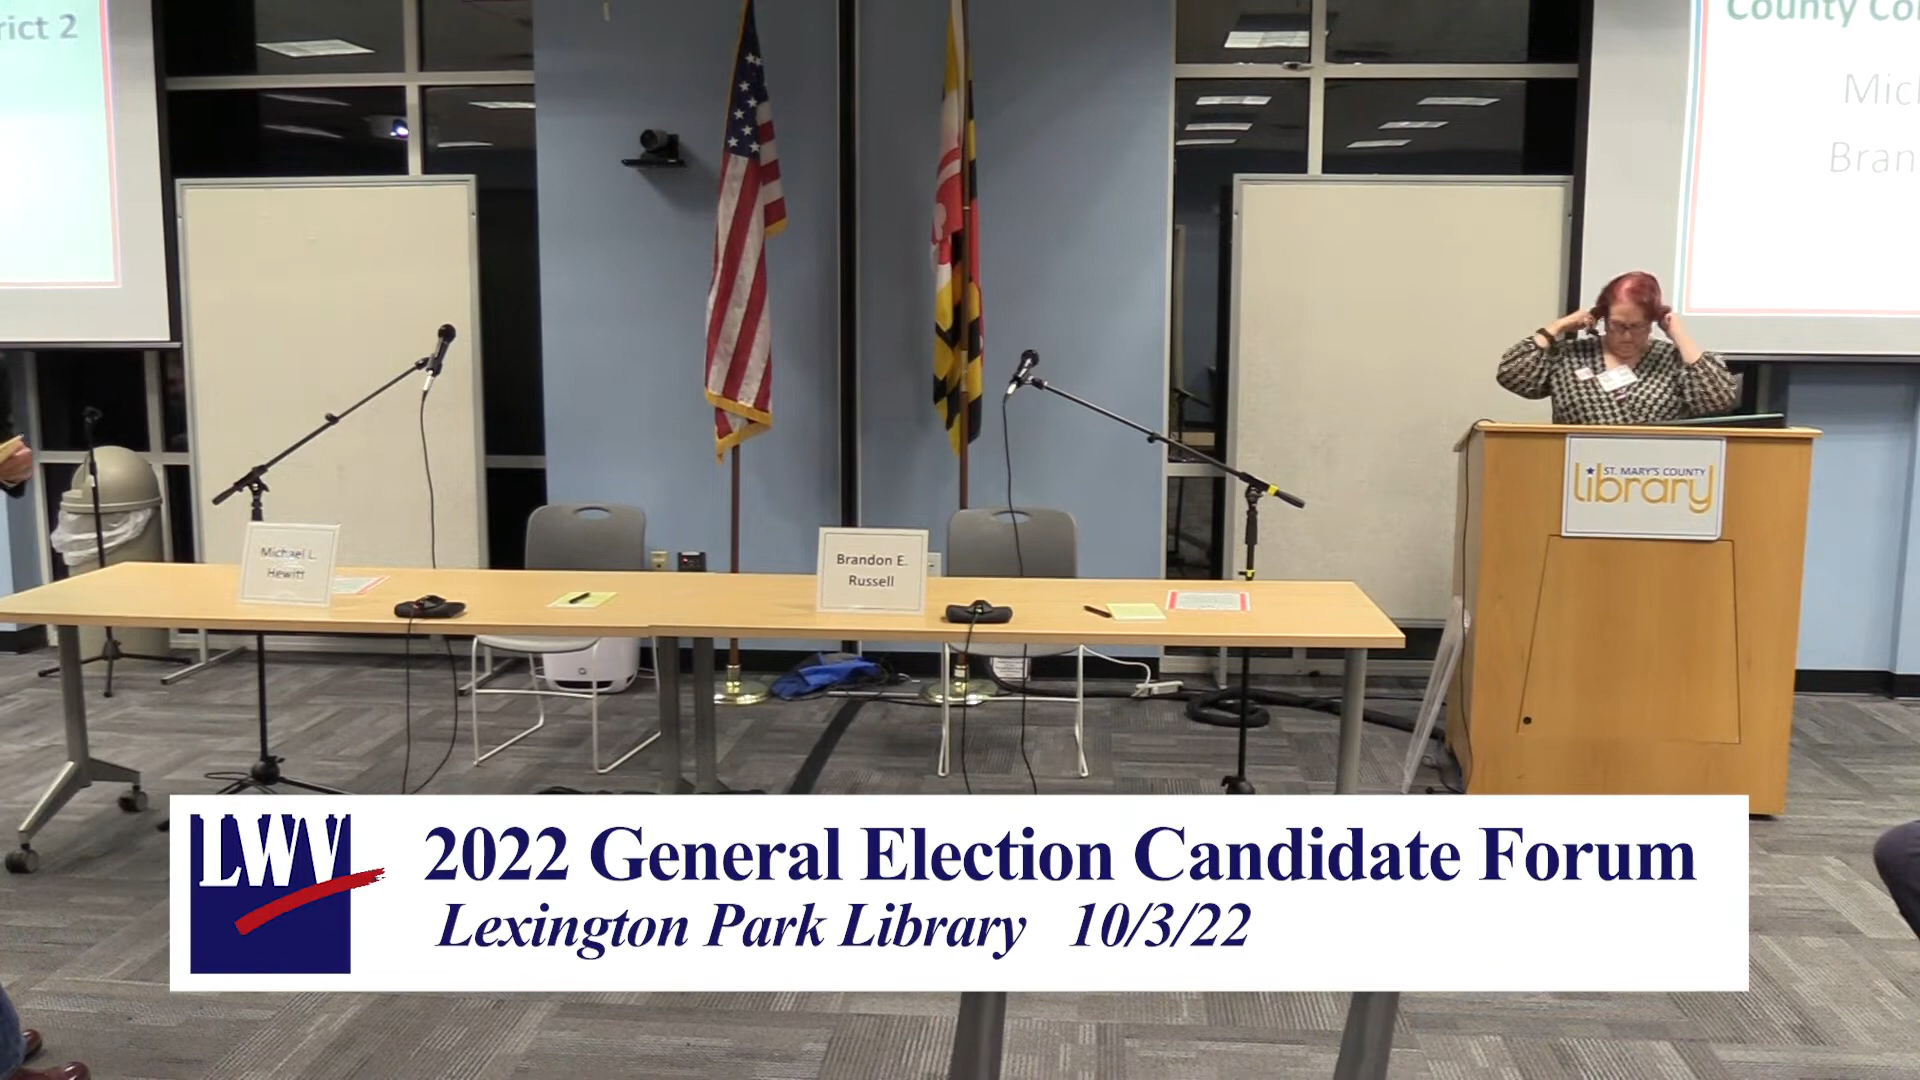 rict 2
County Co
Mic
Bran
ST. MARY'S COUNTY
library
Michael L.
Hewitt
Brandon E.
Russell
LWV
2022 General Election Candidate Forum
Lexington Park Library 10/3/22